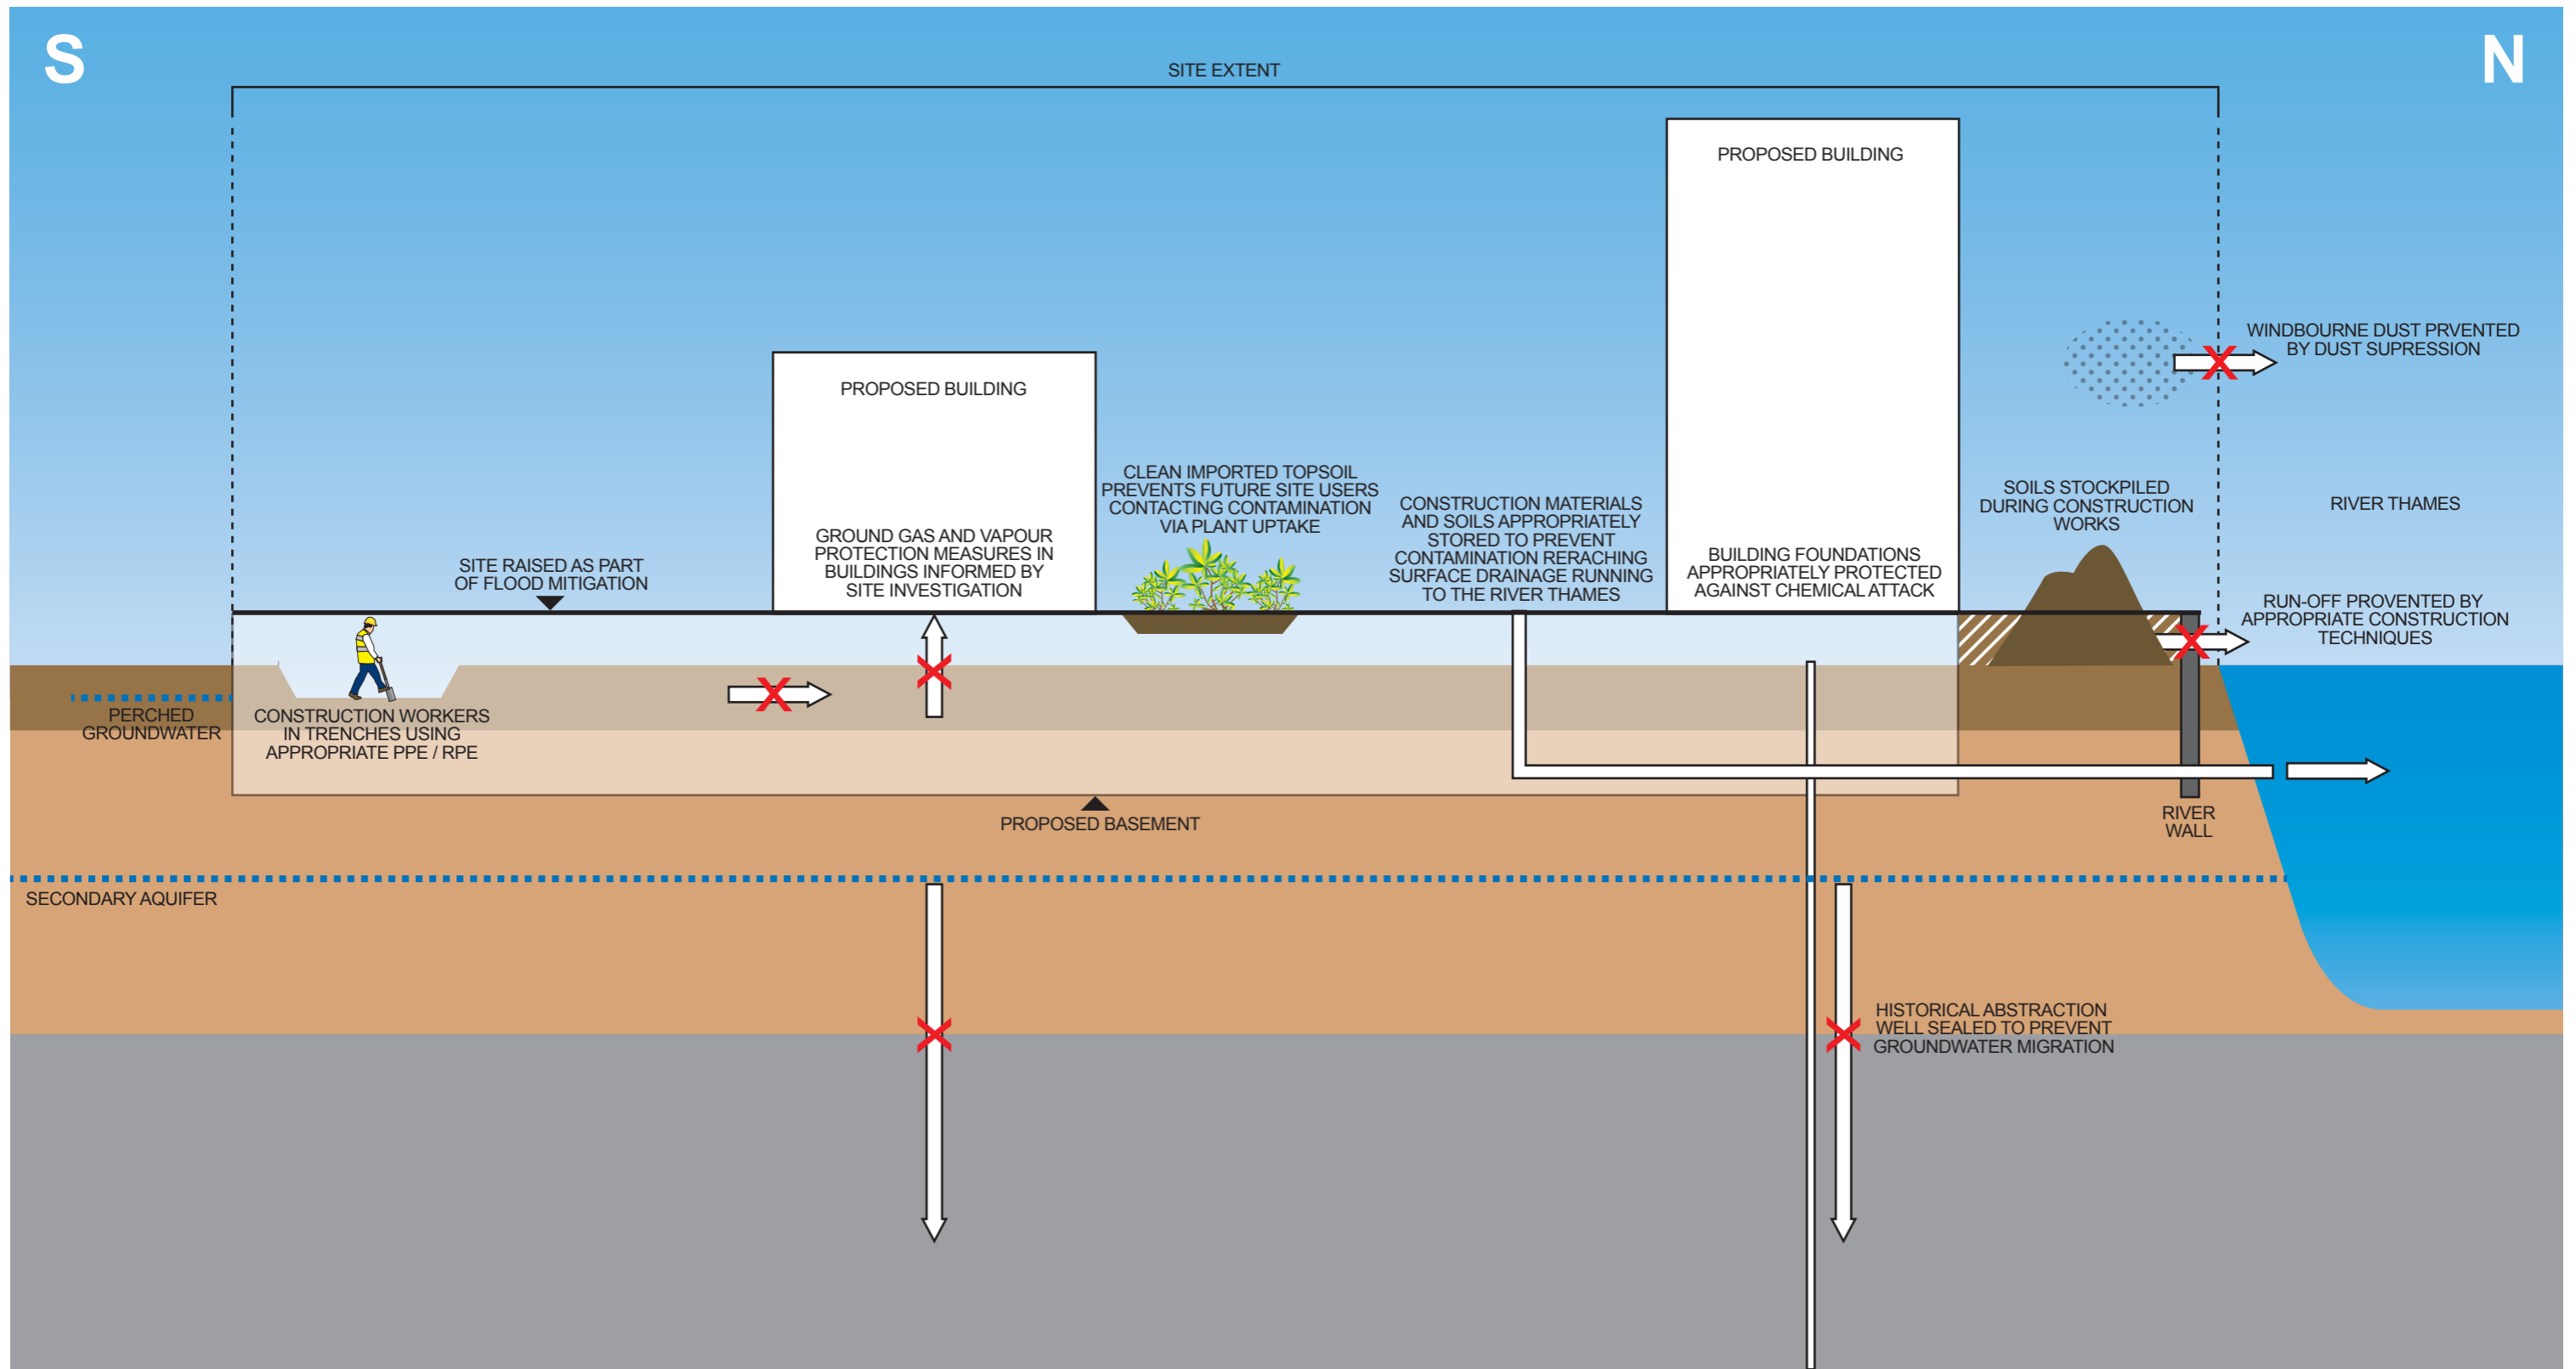 S
N
SITE EXTENT
PROPOSED BUILDING
WINDBOURNE DUST PRVENTED
BY DUST SUPRESSION
PROPOSED BUILDING
CLEAN IMPORTED TOPSOIL
PREVENTS FUTURE SITE USERS
CONTACTING CONTAMINATION
VIA PLANT UPTAKE
CONSTRUCTION MATERIALS
AND SOILS APPROPRIATELY
STORED TO PREVENT
CONTAMINATION RERACHING
SURFACE DRAINAGE RUNNING
TO THE RIVER THAMES
SOILS STOCKPILED
DURING CONSTRUCTION
WORKS
RIVER THAMES
GROUND GAS AND VAPOUR
PROTECTION MEASURES IN
BUILDINGS INFORMED BY
SITE INVESTIGATION
BUILDING FOUNDATIONS
APPROPRIATELY PROTECTED
AGAINST CHEMICAL ATTACK
SITE RAISED AS PART
OF FLOOD MITIGATION
RUN-OFF PROVENTED BY
APPROPRIATE CONSTRUCTION
TECHNIQUES
PERCHED
GROUNDWATER
CONSTRUCTION WORKERS
IN TRENCHES USING
APPROPRIATE PPE / RPE
PROPOSED BASEMENT
RIVER
WALL
SECONDARY AQUIFER
HISTORICAL ABSTRACTION
WELL SEALED TO PREVENT
GROUNDWATER MIGRATION